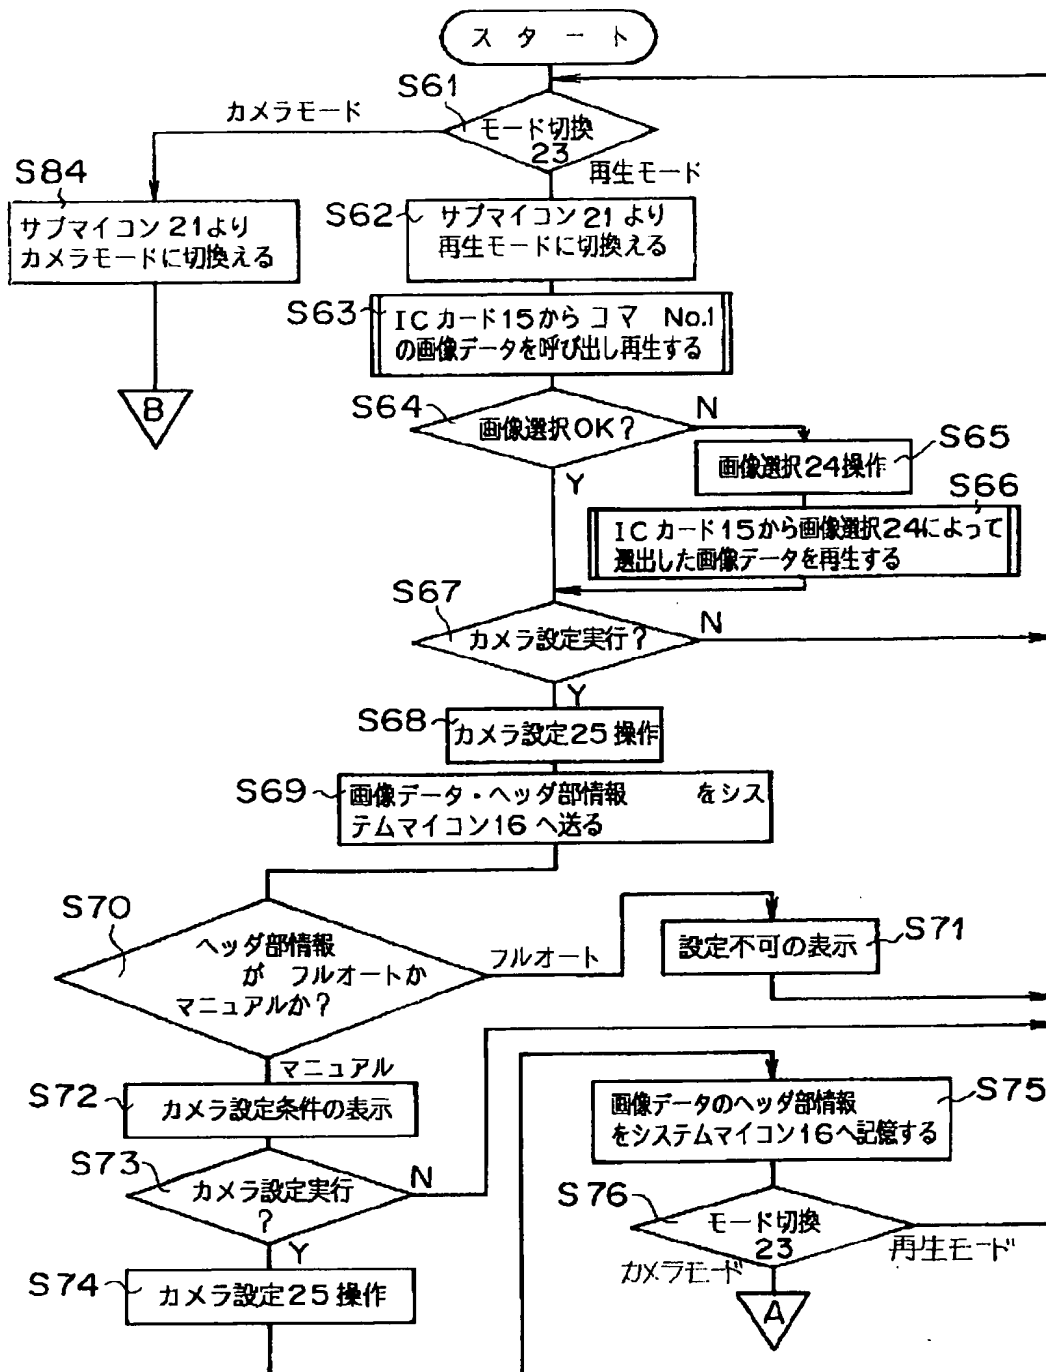 スタート
S61
カメラモード
モード切換
23
再生モード
S84
サブマイコン21より
カメラモードに切換える
S62
サブマイコン21より
再生モードに切換える
S63
ICカード15からコマ No.1
の画像データを呼び出し再生する
B
S64
画像選択OK?
N
Y
S65
画像選択24操作
S66
ICカード15から画像選択24によって
選出した画像データを再生する
S67
カメラ設定実行?
N
Y
S68
カメラ設定25操作
S69
画像データ・ヘッダ部情報 をシス
テムマイコン16へ送る
S70
ヘッダ部情報
が フルオートか
マニュアルか?
フルオート
S71
設定不可の表示
マニュアル
S72
カメラ設定条件の表示
S73
カメラ設定実行
?
N
Y
S74
カメラ設定25操作
S75
画像データのヘッダ部情報
をシステムマイコン16へ記憶する
S76
モード切換
23
再生モード
カメラモード
A